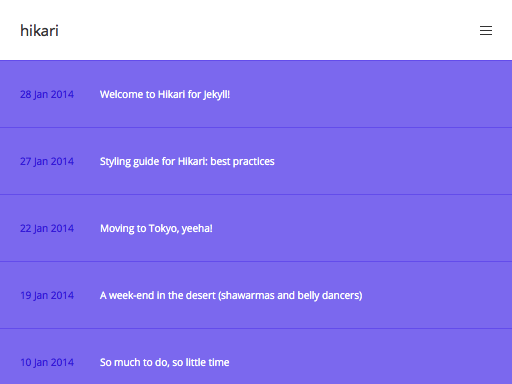 hikari
28 Jan 2014 Welcome to Hikari for Jekyll!
27 Jan 2014 Styling guide for Hikari: best practices
22 Jan 2014 Moving to Tokyo, yeeha!
19 Jan 2014 A week-end in the desert (shawarmas and belly dancers)
10 Jan 2014 So much to do, so little time